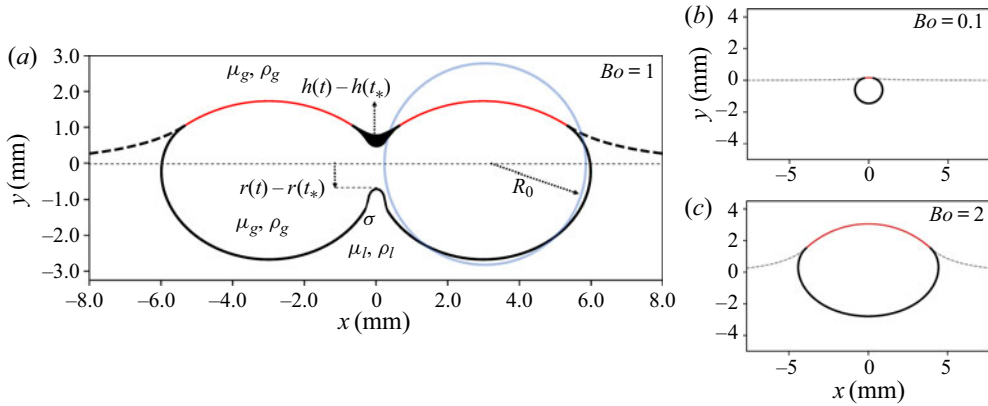 (a)
Bo = 1
μg, ρg
h(t) – h(t*)
R0
r(t) – r(t*)
σ
μg, ρg
μl, ρl
y (mm)
3.0
2.0
1.0
0
–1.0
–2.0
–3.0
–8.0 –6.0 –4.0 –2.0 0 2.0 4.0 6.0 8.0
x (mm)
(b)
Bo = 0.1
y (mm)
4
2
0
–2
–4
–5 0 5
(c)
Bo = 2
y (mm)
4
2
0
–2
–4
–5 0 5
x (mm)